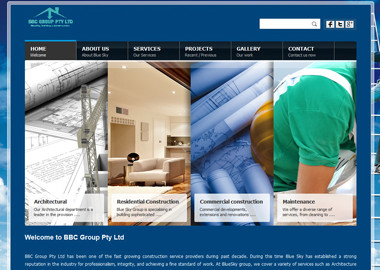 BBC GROUP PTY LTD
HOME
Welcome
ABOUT US
About Blue Sky
SERVICES
Our Services
PROJECTS
Recent / Previous
GALLERY
Our work
CONTACT
Contact us now
Architectural
Our Architectural department is a
leader in the provision .....
Residential Construction
Blue Sky Group is specialising in
construction of .....
Commercial construction
Commercial developments,
extensions and renovations .....
Maintenance
We offer a diverse range of
services, from cleaning to .....
Welcome to BBC Group Pty Ltd
BBC Group Pty Ltd has been one of the fast growing construction service providers during past decade. During the time Blue Sky has established a strong
reputation in the industry for professionalism, integrity, and achieving a fine standard of work. At BlueSky group, we cover a variety of services such as Architecture